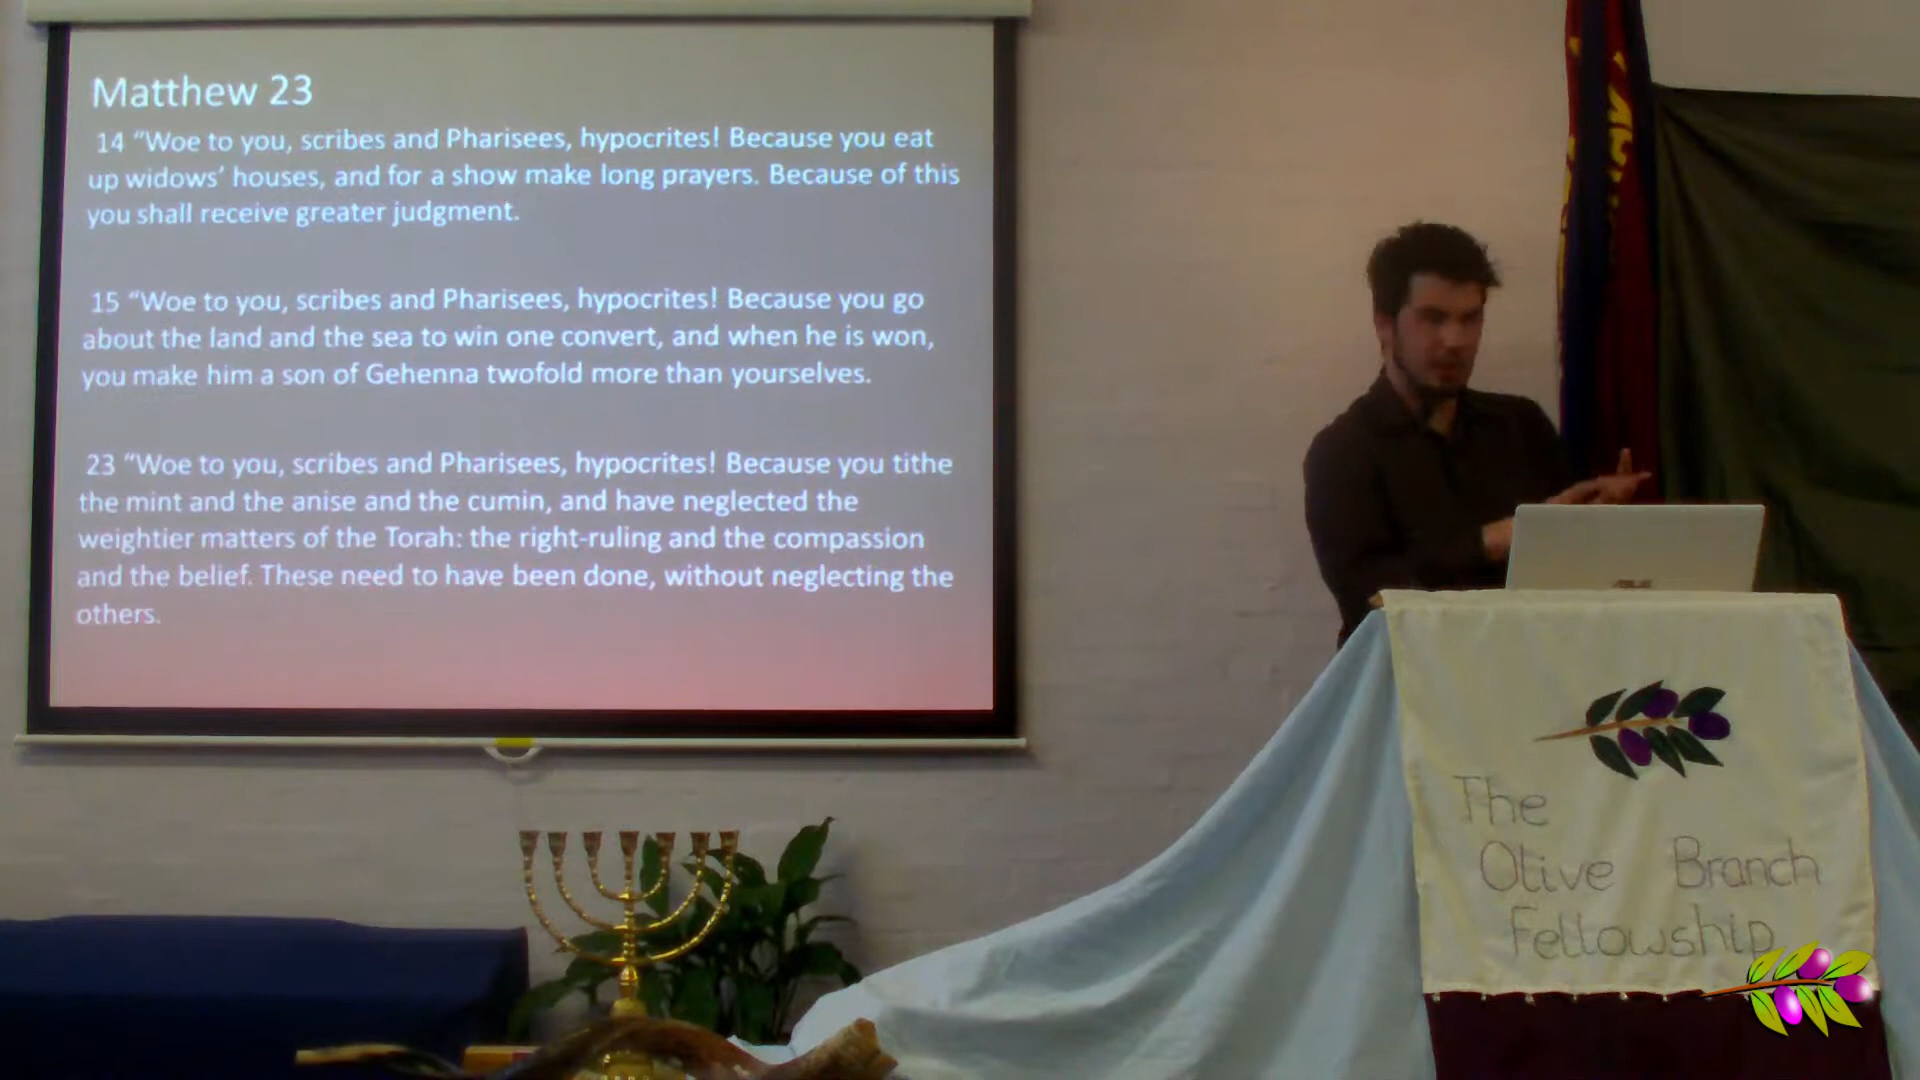 Matthew 23
14 “Woe to you, scribes and Pharisees, hypocrites! Because you eat
up widows’ houses, and for a show make long prayers. Because of this
you shall receive greater judgment.
15 “Woe to you, scribes and Pharisees, hypocrites! Because you go
about the land and the sea to win one convert, and when he is won,
you make him a son of Gehenna twofold more than yourselves.
23 “Woe to you, scribes and Pharisees, hypocrites! Because you tithe
the mint and the anise and the cumin, and have neglected the
weightier matters of the Torah: the right-ruling and the compassion
and the belief. These need to have been done, without neglecting the
others.
ASUS
The
Olive Branch
Fellowship